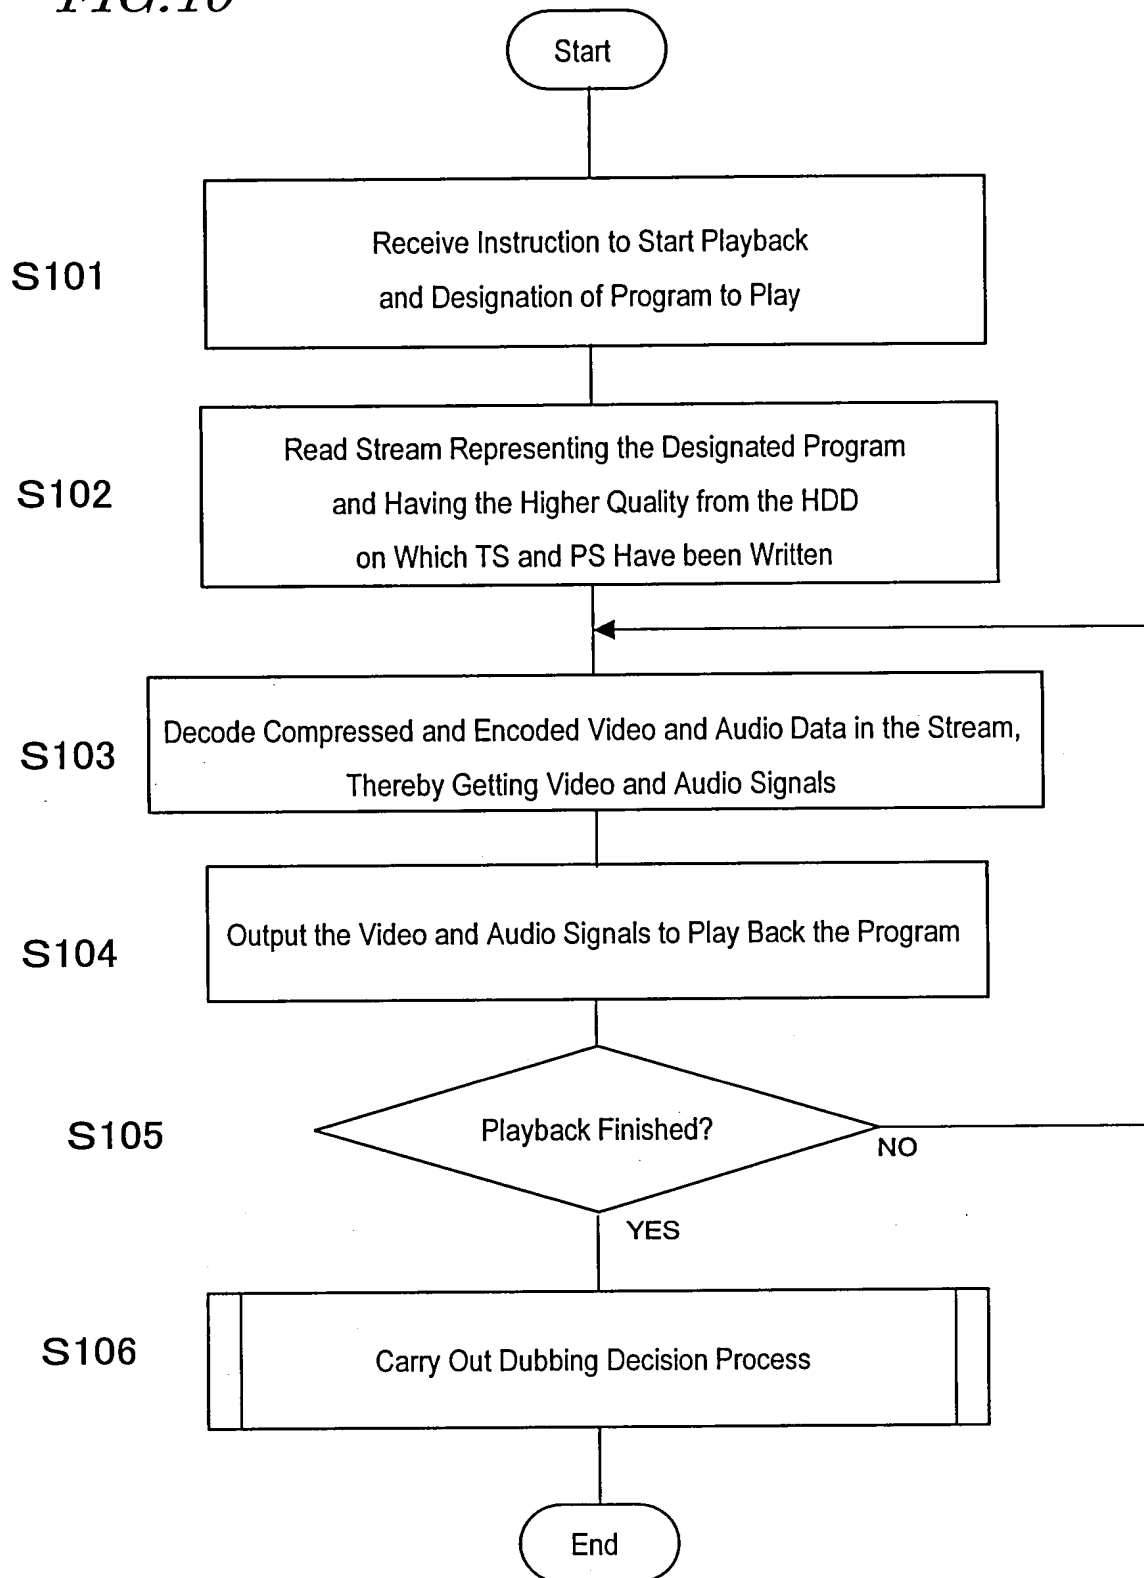 FIG.10
Start
S101
Receive Instruction to Start Playback
and Designation of Program to Play
S102
Read Stream Representing the Designated Program
and Having the Higher Quality from the HDD
on Which TS and PS Have been Written
S103
Decode Compressed and Encoded Video and Audio Data in the Stream,
Thereby Getting Video and Audio Signals
S104
Output the Video and Audio Signals to Play Back the Program
S105
Playback Finished?
NO
YES
S106
Carry Out Dubbing Decision Process
End